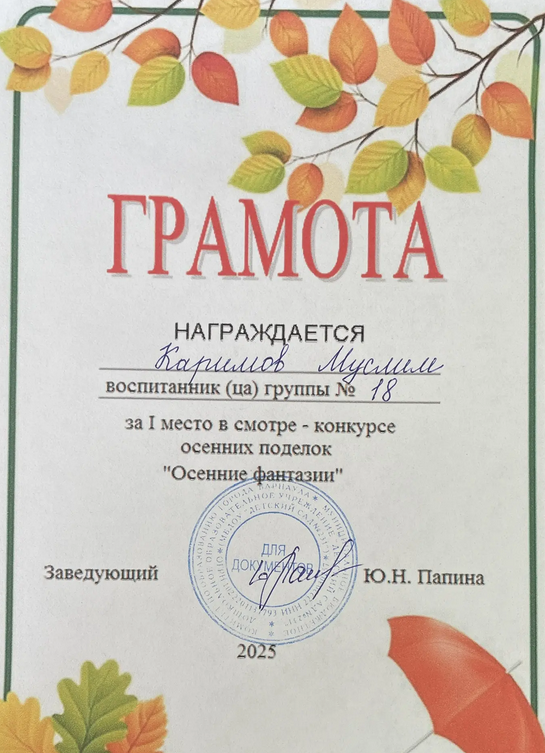 ГРАМОТА
НАГРАЖДАЕТСЯ
Каримов Муслим
воспитанник (ца) группы № 18
за I место в смотре - конкурсе
осенних поделок
"Осенние фантазии"
ДЛЯ
ДОКУМЕНТОВ
Заведующий Ю.Н. Папина
2025